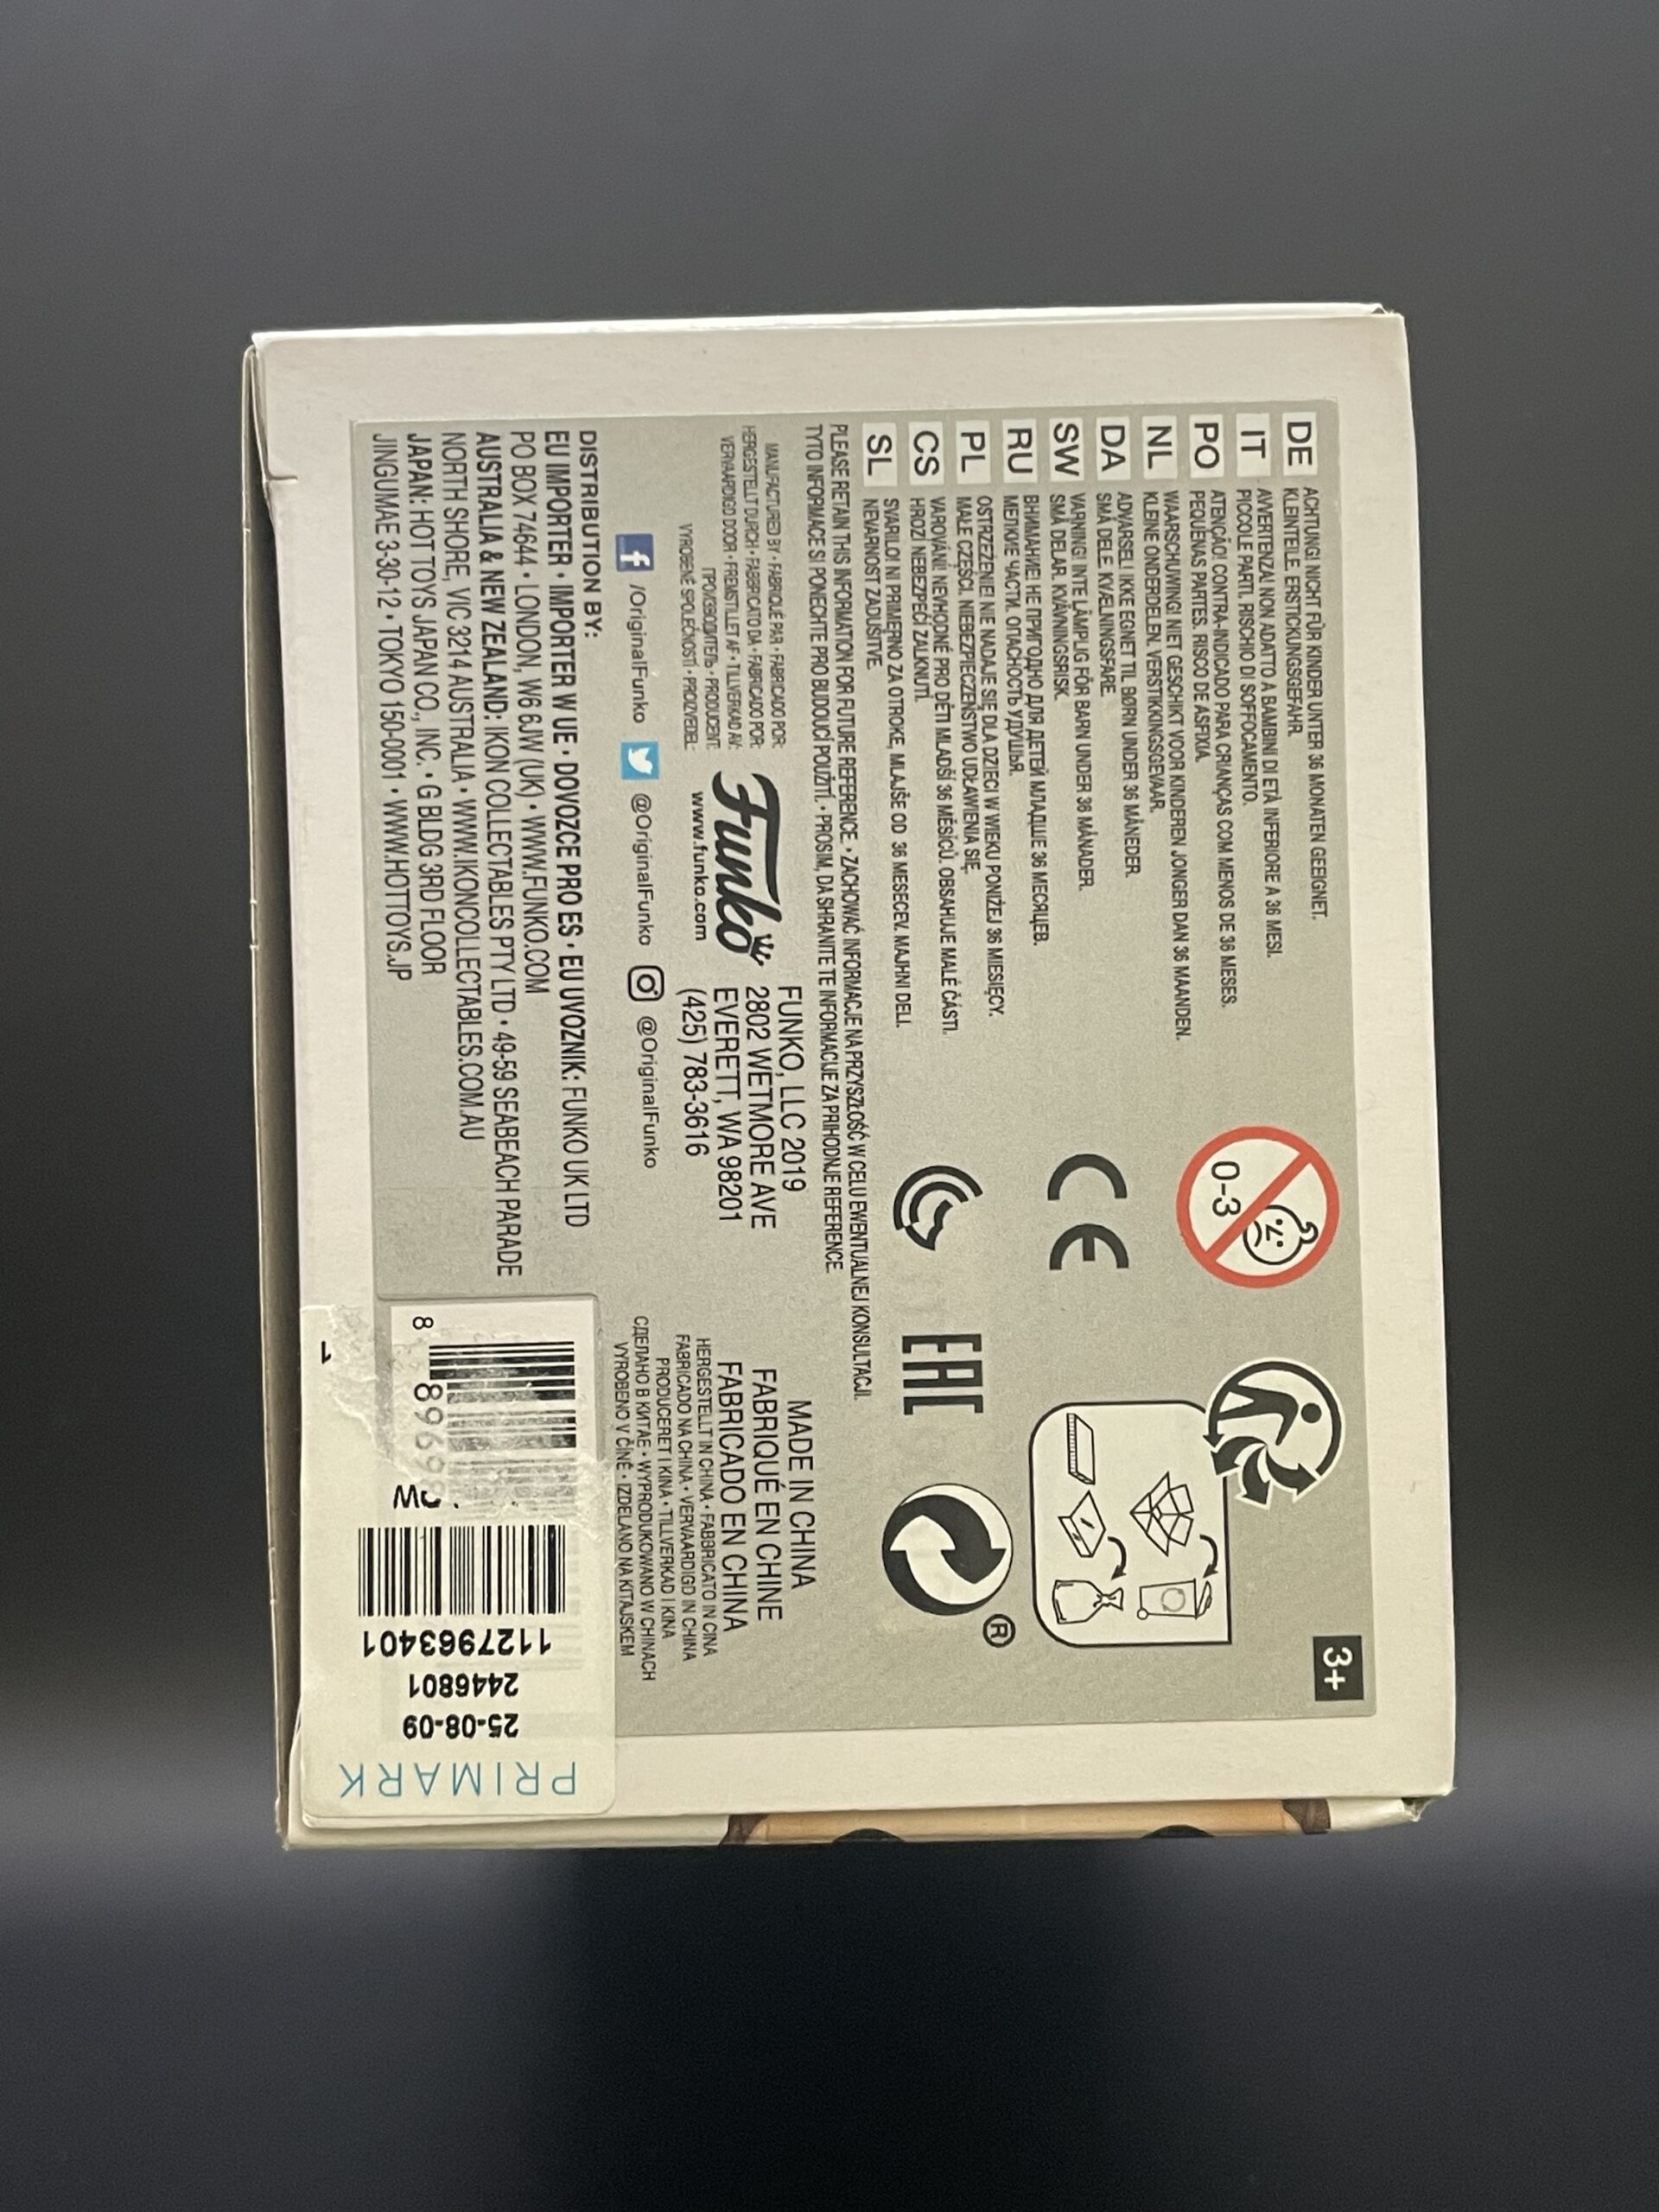 3+
DE ACHTUNG! NICHT FÜR KINDER UNTER 36 MONATEN GEEIGNET.
KLEINTEILE. ERSTICKUNGSGEFAHR.
IT AVVERTENZA! NON ADATTO A BAMBINI DI ETÀ INFERIORE A 36 MESI.
PICCOLE PARTI. RISCHIO DI SOFFOCAMENTO.
PO ATENÇÃO! CONTRA-INDICADO PARA CRIANÇAS COM MENOS DE 36 MESES.
PEQUENAS PARTES. RISCO DE ASFIXIA.
NL WAARSCHUWING! NIET GESCHIKT VOOR KINDEREN JONGER DAN 36 MAANDEN.
KLEINE ONDERDELEN. VERSTIKKINGSGEVAAR.
DA ADVARSEL! IKKE EGNET TIL BØRN UNDER 36 MÅNEDER.
SMÅ DELE. KVÆLNINGSFARE.
SW VARNING! INTE LÄMPLIG FÖR BARN UNDER 36 MÅNADER.
SMÅ DELAR. KVÄVNINGSRISK.
RU ВНИМАНИЕ! НЕ ПРИГОДНО ДЛЯ ДЕТЕЙ МЛАДШЕ 36 МЕСЯЦЕВ.
МЕЛКИЕ ЧАСТИ. ОПАСНОСТЬ УДУШЬЯ.
PL OSTRZEŻENIE! NIE NADAJE SIĘ DLA DZIECI W WIEKU PONIŻEJ 36 MIESIĘCY.
MAŁE CZĘŚCI. NIEBEZPIECZEŃSTWO UDŁAWIENIA SIĘ.
CS VAROVÁNÍ! NEVHODNÉ PRO DĚTI MLADŠÍ 36 MĚSÍCŮ. OBSAHUJE MALÉ ČÁSTI.
HROZÍ NEBEZPEČÍ ZALKNUTÍ.
SL SVARILO! NI PRIMERNO ZA OTROKE, MLAJŠE OD 36 MESECEV. MAJHNI DELI.
NEVARNOST ZADUŠITVE.
0-3
CE
EAC
®
PLEASE RETAIN THIS INFORMATION FOR FUTURE REFERENCE • ZACHOWAĆ INFORMACJE NA PRZYSZŁOŚĆ W CELU EWENTUALNEJ KONSULTACJI.
TYTO INFORMACE SI PONECHTE PRO BUDOUCÍ POUŽITÍ. • PROSIM, DA SHRANITE TE INFORMACIJE ZA PRIHODNJE REFERENCE.
MANUFACTURED BY • FABRIQUÉ PAR • FABRICADO POR:
HERGESTELLT DURCH • FABBRICATO DA • FABRICADO POR:
VERVAARDIGD DOOR • FREMSTILLET AF • TILLVERKAD AV:
ПРОИЗВОДИТЕЛЬ • PRODUCENT:
VYROBENÉ SPOLEČNOSTÍ • PROIZVEDEL:
Funko
www.funko.com
FUNKO, LLC 2019
2802 WETMORE AVE
EVERETT, WA 98201
(425) 783-3616
MADE IN CHINA
FABRIQUÉ EN CHINE
FABRICADO EN CHINA
HERGESTELLT IN CHINA • FABBRICATO IN CINA
FABRICADO NA CHINA • VERVAARDIGD IN CHINA
PRODUCERET I KINA • TILLVERKAD I KINA
СДЕЛАНО В КИТАЕ • WYPRODUKOWANO W CHINACH
VYROBENO V ČÍNĚ • IZDELANO NA KITAJSKEM
/OriginalFunko @OriginalFunko @OriginalFunko
DISTRIBUTION BY:
EU IMPORTER • IMPORTER W UE • DOVOZCE PRO ES • EU UVOZNIK: FUNKO UK LTD
PO BOX 74644 • LONDON, W6 6JW (UK) • WWW.FUNKO.COM
AUSTRALIA & NEW ZEALAND: IKON COLLECTABLES PTY LTD • 49-59 SEABEACH PARADE
NORTH SHORE, VIC 3214 AUSTRALIA • WWW.IKONCOLLECTABLES.COM.AU
JAPAN: HOT TOYS JAPAN CO., INC. • G BLDG 3RD FLOOR
JINGUMAE 3-30-12 • TOKYO 150-0001 • WWW.HOTTOYS.JP
8 89698
1
PRIMARK
25-08-09
2446801
1127963401